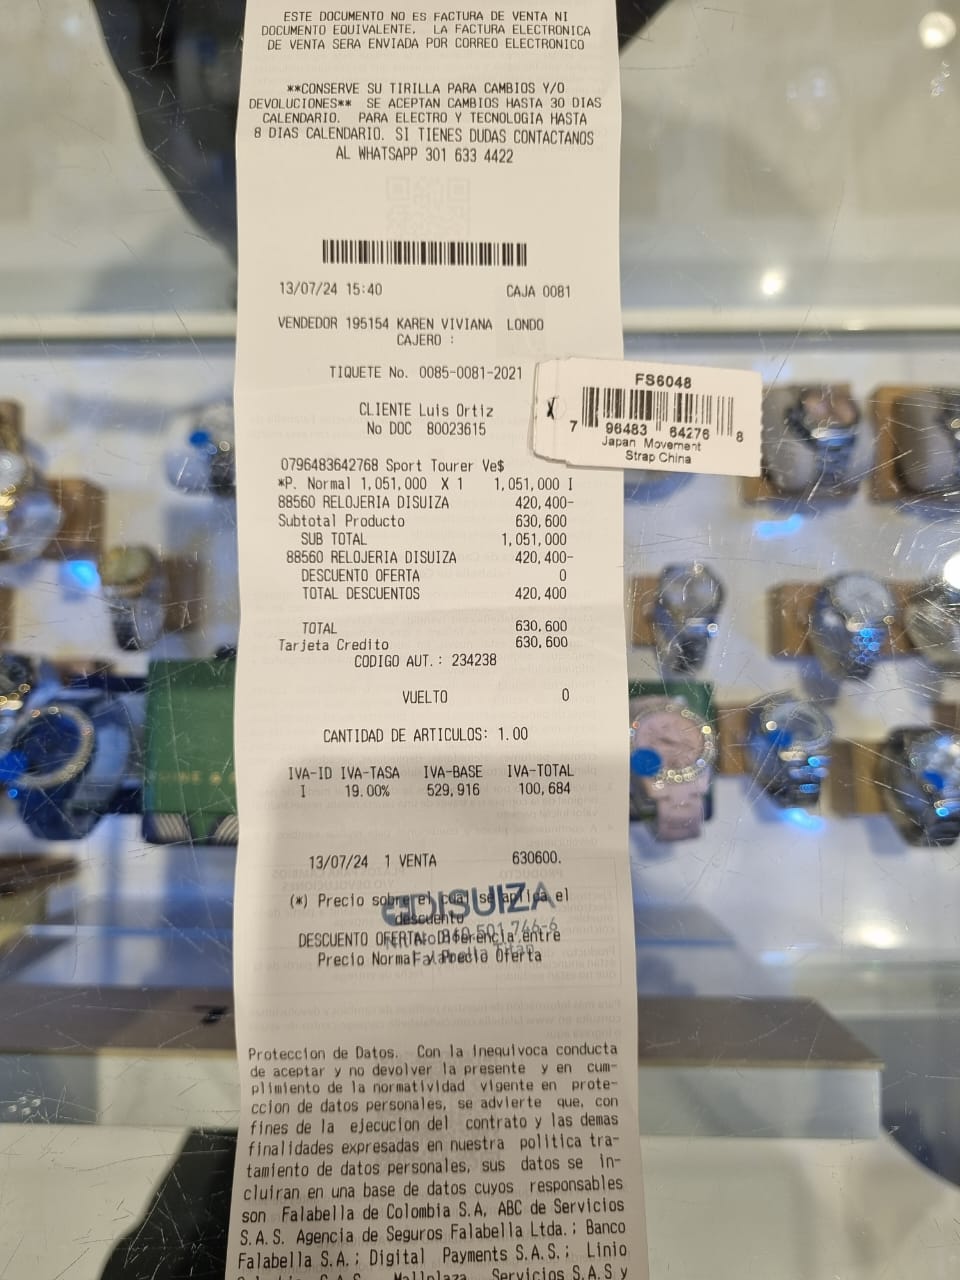 ESTE DOCUMENTO NO ES FACTURA DE VENTA NI
DOCUMENTO EQUIVALENTE. LA FACTURA ELECTRONICA
DE VENTA SERA ENVIADA POR CORREO ELECTRONICO
**CONSERVE SU TIRILLA PARA CAMBIOS Y/O
DEVOLUCIONES** SE ACEPTAN CAMBIOS HASTA 30 DIAS
CALENDARIO. PARA ELECTRO Y TECNOLOGIA HASTA
8 DIAS CALENDARIO. SI TIENES DUDAS CONTACTANOS
AL WHATSAPP 301 633 4422
13/07/24 15:40 CAJA 0081
VENDEDOR 195154 KAREN VIVIANA LONDO
CAJERO :
TIQUETE No. 0085-0081-2021
CLIENTE Luis Ortiz
No DOC 80023615
FS6048
7 96483 64276 8
Japan Movement
Strap China
0796483642768 Sport Tourer Ve$
*P. Normal 1,051,000 X 1 1,051,000 I
88560 RELOJERIA DISUIZA 420,400-
Subtotal Producto 630,600
SUB TOTAL 1,051,000
88560 RELOJERIA DISUIZA 420,400-
DESCUENTO OFERTA 0
TOTAL DESCUENTOS 420,400
TOTAL 630,600
Tarjeta Credito 630,600
CODIGO AUT.: 234238
VUELTO 0
CANTIDAD DE ARTICULOS: 1.00
IVA-ID IVA-TASA IVA-BASE IVA-TOTAL
I 19.00% 529,916 100,684
13/07/24 1 VENTA 630600.
(*) Precio sobre el cual se aplica el
descuento
DISUIZA
DESCUENTO OFERTA: Diferencia entre
Precio Normal y Precio Oferta
Proteccion de Datos. Con la inequivoca conducta
de aceptar y no devolver la presente y en cum-
plimiento de la normatividad vigente en prote-
ccion de datos personales, se advierte que, con
fines de la ejecucion del contrato y las demas
finalidades expresadas en nuestra politica tra-
tamiento de datos personales, sus datos se in-
cluiran en una base de datos cuyos responsables
son Falabella de Colombia S.A, ABC de Servicios
S.A.S. Agencia de Seguros Falabella Ltda.; Banco
Falabella S.A.; Digital Payments S.A.S.; Linio
Mallplaza Servicios S.A.S y